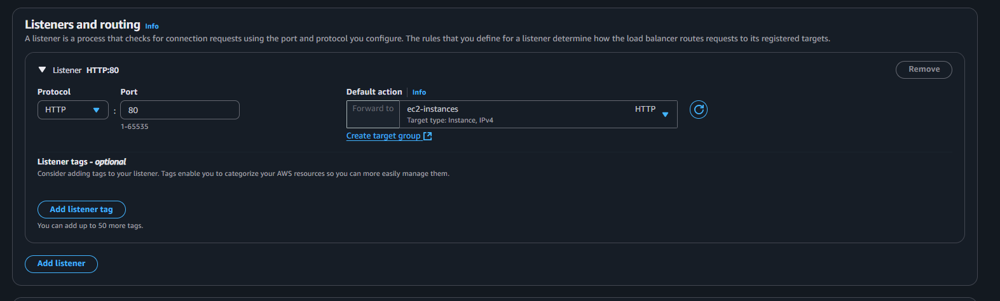 Listeners and routing Info
A listener is a process that checks for connection requests using the port and protocol you configure. The rules that you define for a listener determine how the load balancer routes requests to its registered targets.
Listener HTTP:80
Remove
Protocol
Port
Default action
Info
HTTP
:
80
Forward to
ec2-instances
HTTP
Target type: Instance, IPv4
1-65535
Create target group
Listener tags - optional
Consider adding tags to your listener. Tags enable you to categorize your AWS resources so you can more easily manage them.
Add listener tag
You can add up to 50 more tags.
Add listener